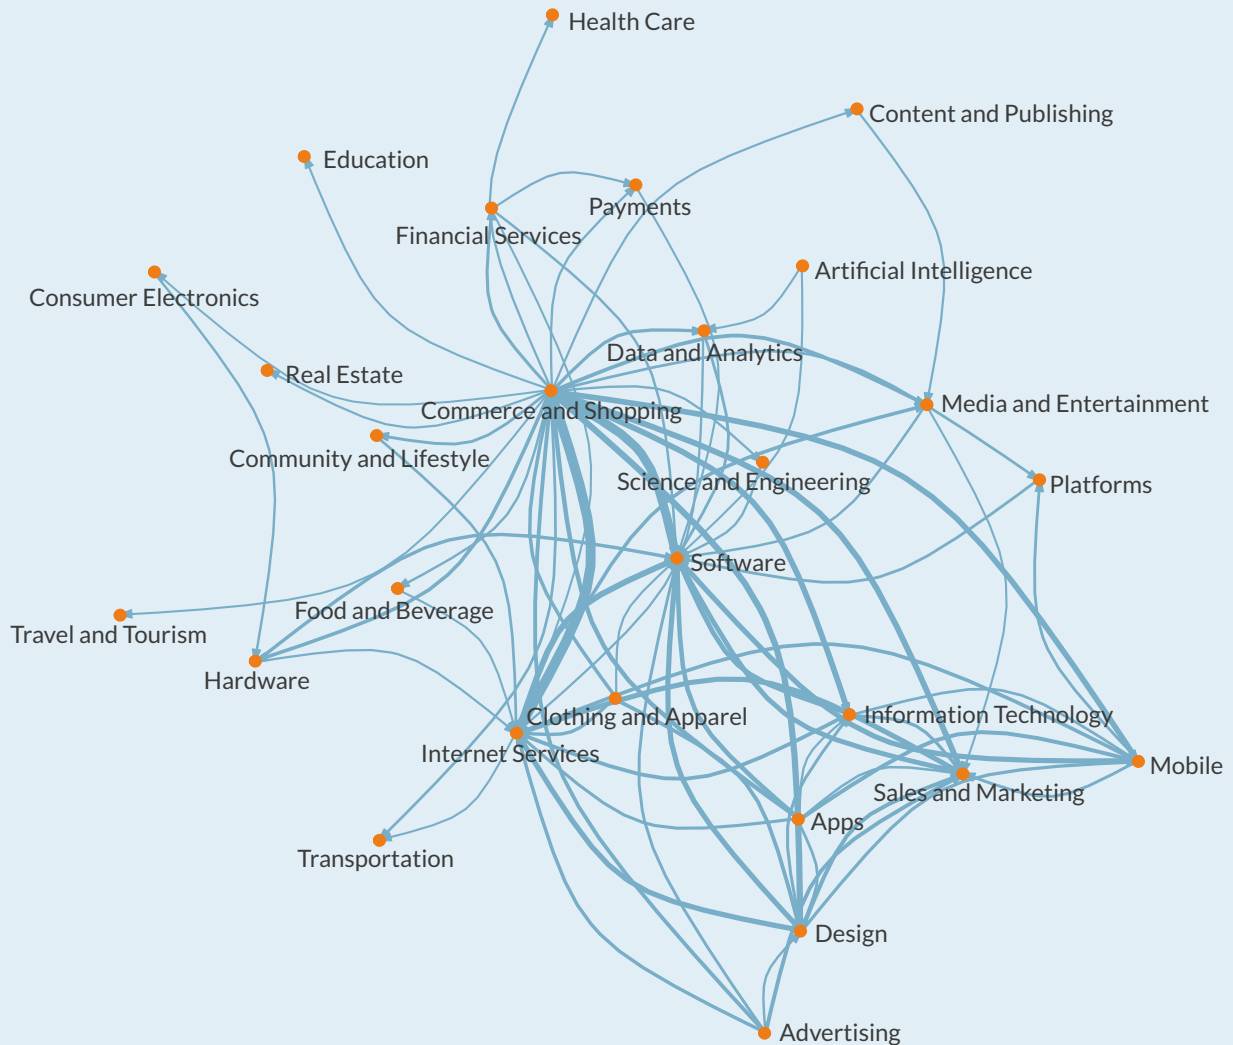 Health Care
Content and Publishing
Education
Payments
Financial Services
Artificial Intelligence
Consumer Electronics
Data and Analytics
Real Estate
Commerce and Shopping
Media and Entertainment
Community and Lifestyle
Science and Engineering
Platforms
Software
Food and Beverage
Travel and Tourism
Hardware
Clothing and Apparel
Information Technology
Internet Services
Mobile
Sales and Marketing
Apps
Transportation
Design
Advertising